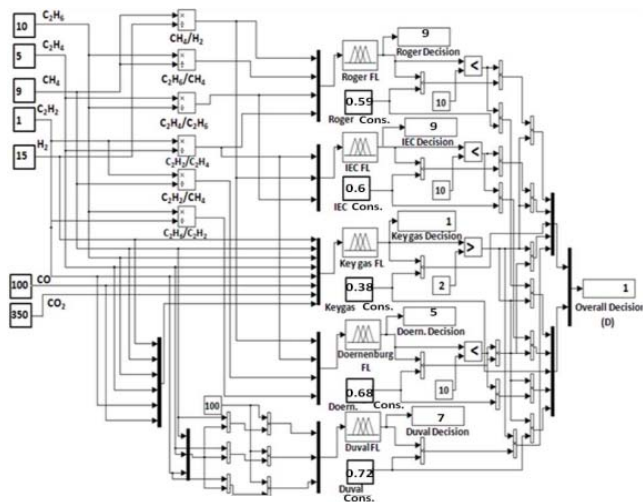 10
C₂H₆
5
C₂H₄
9
CH₄
1
C₂H₂
15
H₂
100
CO
350
CO₂
CH₄/H₂
C₂H₆/CH₄
C₂H₄/C₂H₆
C₂H₂/C₂H₄
C₂H₂/CH₄
C₂H₆/C₂H₂
100
Roger FL
0.59 Cons.
Roger
9
Roger Decision
<
10
IEC FL
0.6 Cons.
IEC
9
IEC Decision
<
10
Key gas FL
0.38 Cons.
Keygas
1
Key gas Decision
>
2
Doernenburg
FL
0.68 Cons.
Doern.
5
Doern. Decision
<
10
Duval FL
0.72
Duval
Cons.
7
Duval Decision
1
Overall Decision
(D)